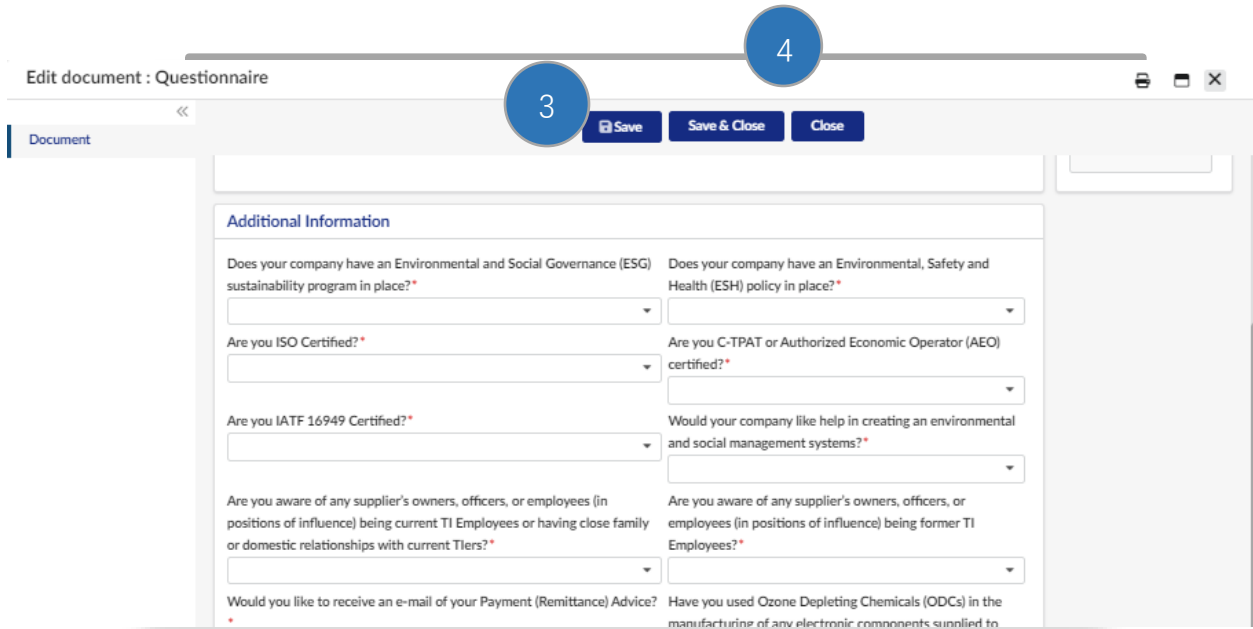 4
Edit document : Questionnaire
«
3
Save
Save & Close
Close
Document
Additional Information
Does your company have an Environmental and Social Governance (ESG)
sustainability program in place?*
Does your company have an Environmental, Safety and
Health (ESH) policy in place?*
Are you ISO Certified?*
Are you C-TPAT or Authorized Economic Operator (AEO)
certified?*
Are you IATF 16949 Certified?*
Would your company like help in creating an environmental
and social management systems?*
Are you aware of any supplier's owners, officers, or employees (in
positions of influence) being current TI Employees or having close family
or domestic relationships with current TIers?*
Are you aware of any supplier's owners, officers, or
employees (in positions of influence) being former TI
Employees?*
Would you like to receive an e-mail of your Payment (Remittance) Advice?
*
Have you used Ozone Depleting Chemicals (ODCs) in the
manufacturing of any electronic components supplied to